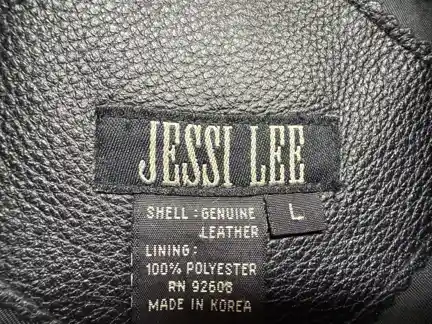 JESSI LEE
SHELL : GENUINE
LEATHER
L
LINING :
100% POLYESTER
RN 92608
MADE IN KOREA